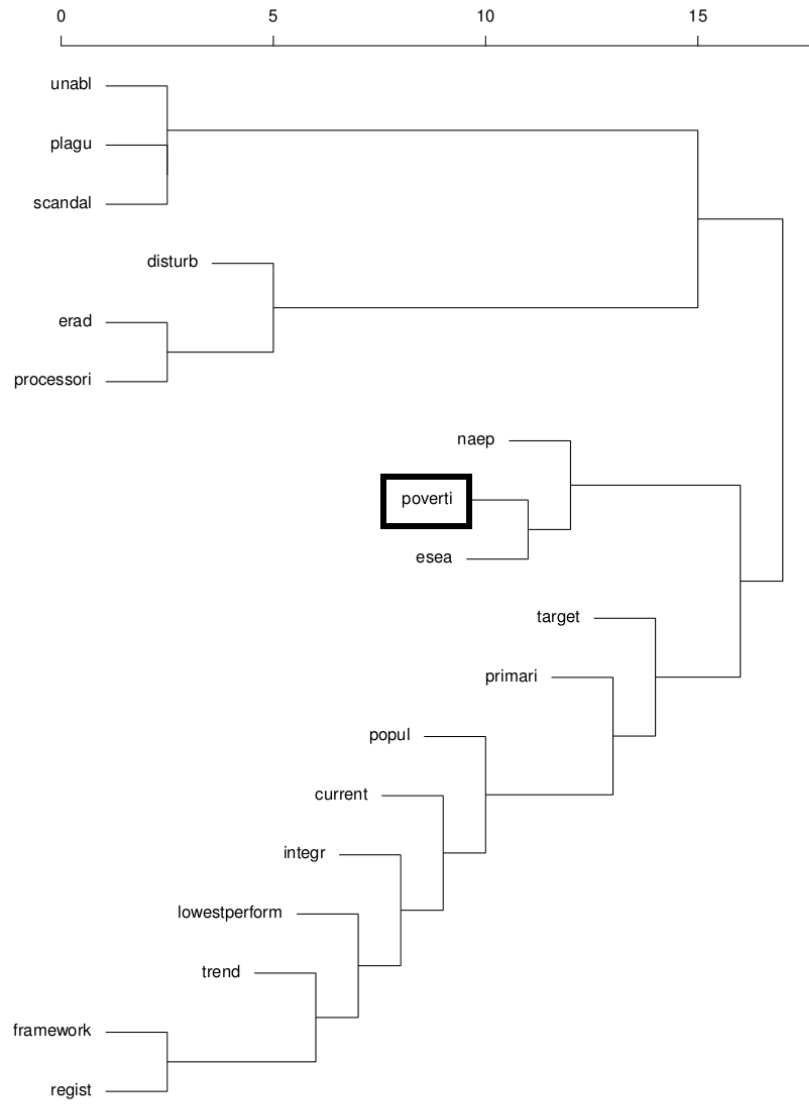 0 5 10 15
unabl
plagu
scandal
disturb
erad
processori
naep
poverti
esea
target
primari
popul
current
integr
lowestperform
trend
framework
regist